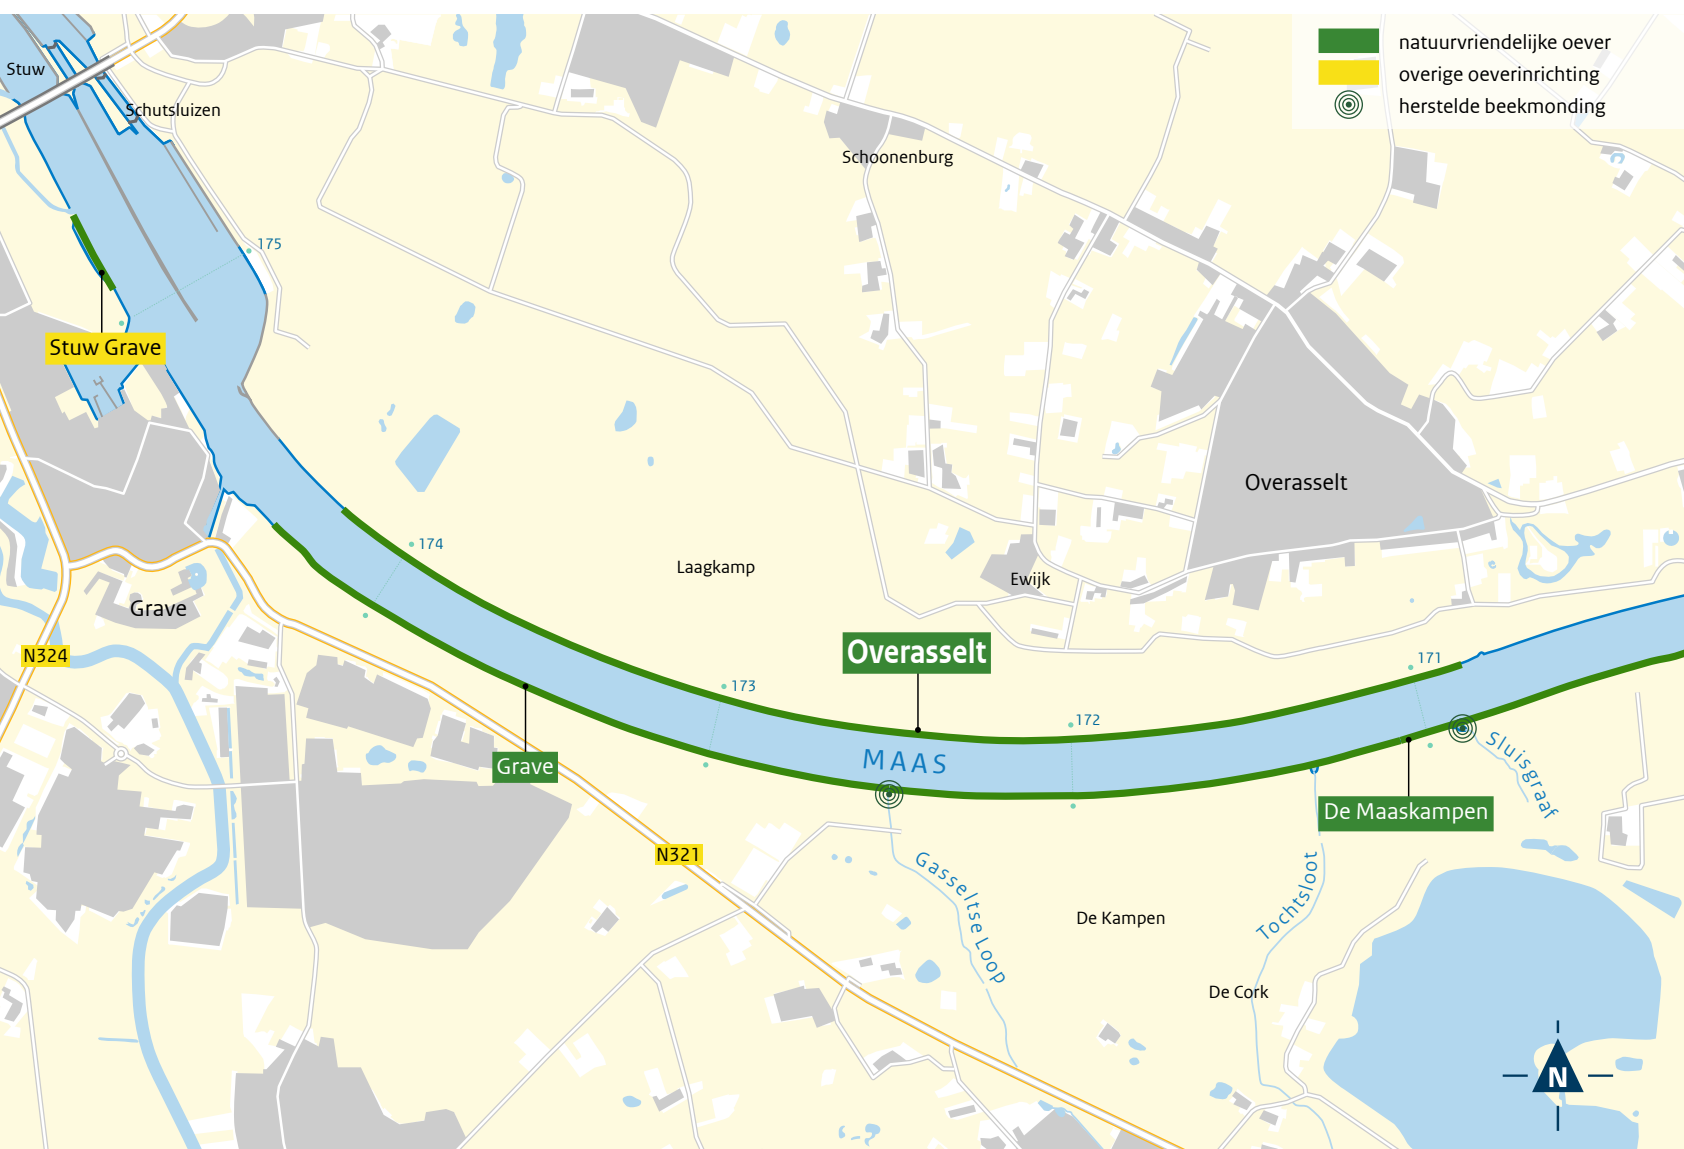 natuurvriendelijke oever
overige oeverinrichting
herstelde beekmonding
Stuw
Schutsluizen
Schoonenburg
175
Stuw Grave
Overasselt
174
Laagkamp
Ewijk
Grave
N324
Overasselt
171
173
172
MAAS
Grave
Sluisgraaf
De Maaskampen
N321
Gasseltse Loop
Tochtsloot
De Kampen
De Cork
N